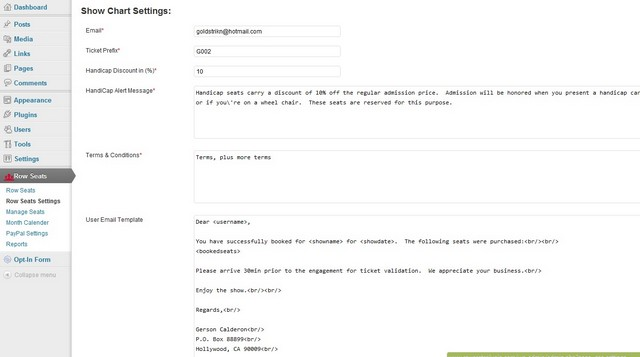 Dashboard
Posts
Media
Links
Pages
Comments
Appearance
Plugins
Users
Tools
Settings
Row Seats
Row Seats
Row Seats Settings
Manage Seats
Month Calender
PayPal Settings
Reports
Opt-In Form
Collapse menu
Show Chart Settings:
Email*
goldstrikn@hotmail.com
Ticket Prefix*
G002
Handicap Discount in (%)*
10
HandiCap Alert Message*
Handicap seats carry a discount of 10% off the regular admission price.  Admission will be honored when you present a handicap car
or if you\'re on a wheel chair.  These seats are reserved for this purpose.
Terms & Conditions*
Terms, plus more terms
User Email Template
Dear <username>,
You have successfully booked for <showname> for <showdate>.  The following seats were purchased:<br/><br/>
<bookedseats>
Please arrive 30min prior to the engagement for ticket validation.  We appreciate your business.<br/>
Enjoy the show.<br/><br/>
Regards,<br/>
Gerson Calderon<br/>
P.O. Box 88899<br/>
Hollywood, CA 90009<br/>